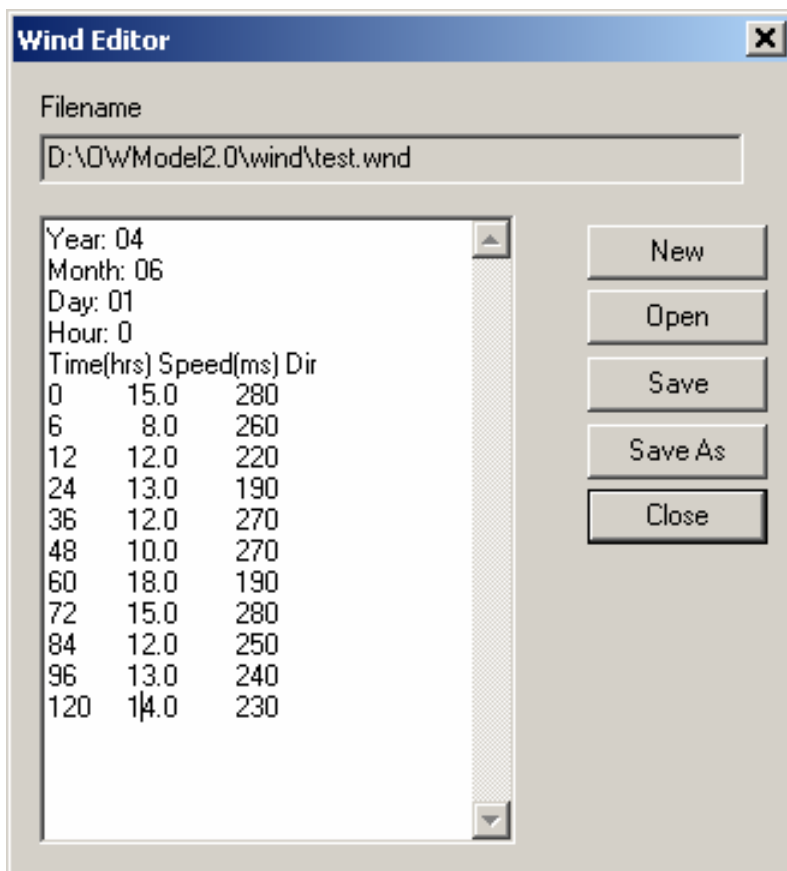 Wind Editor
Filename
D:\OWModel2.0\wind\test.wnd
Year: 04
Month: 06
Day: 01
Hour: 0
Time(hrs) Speed(ms) Dir
0 15.0 280
6 8.0 260
12 12.0 220
24 13.0 190
36 12.0 270
48 10.0 270
60 18.0 190
72 15.0 280
84 12.0 250
96 13.0 240
120 14.0 230
New
Open
Save
Save As
Close